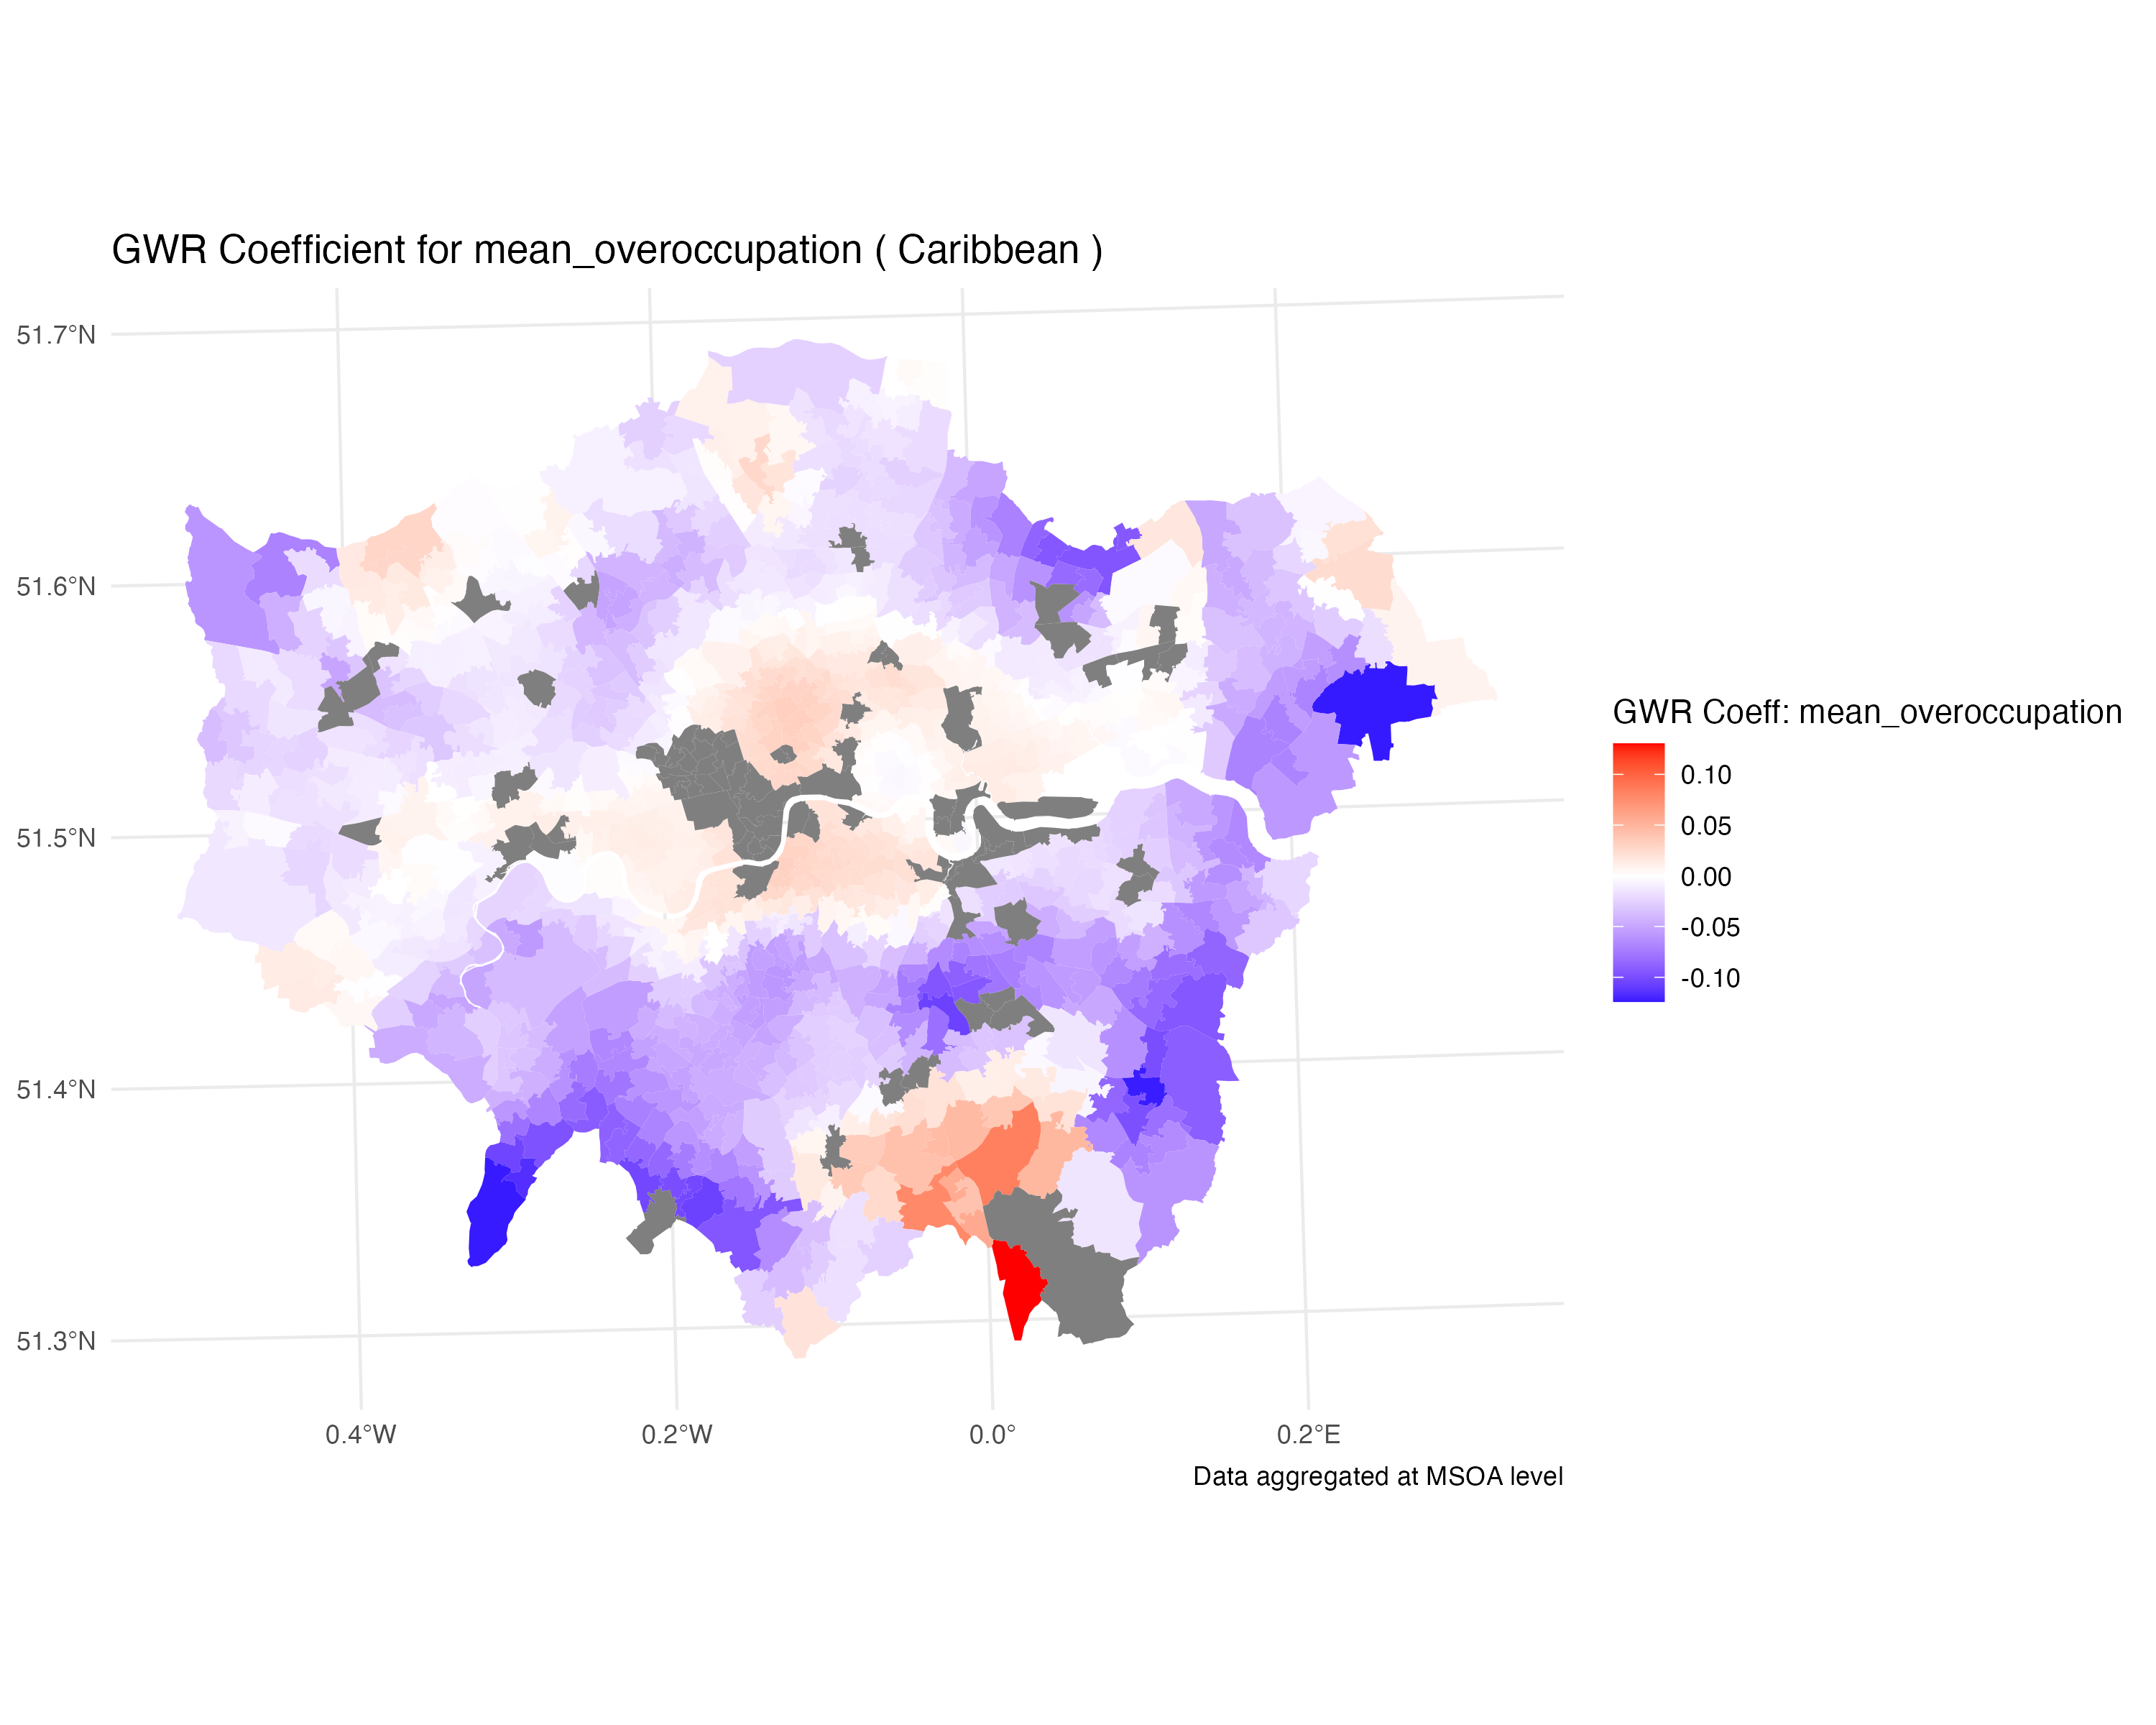 GWR Coefficient for mean_overoccupation ( Caribbean )
51.7°N
51.6°N
51.5°N
51.4°N
51.3°N
0.4°W
0.2°W
0.0°
0.2°E
GWR Coeff: mean_overoccupation
0.10
0.05
0.00
-0.05
-0.10
Data aggregated at MSOA level